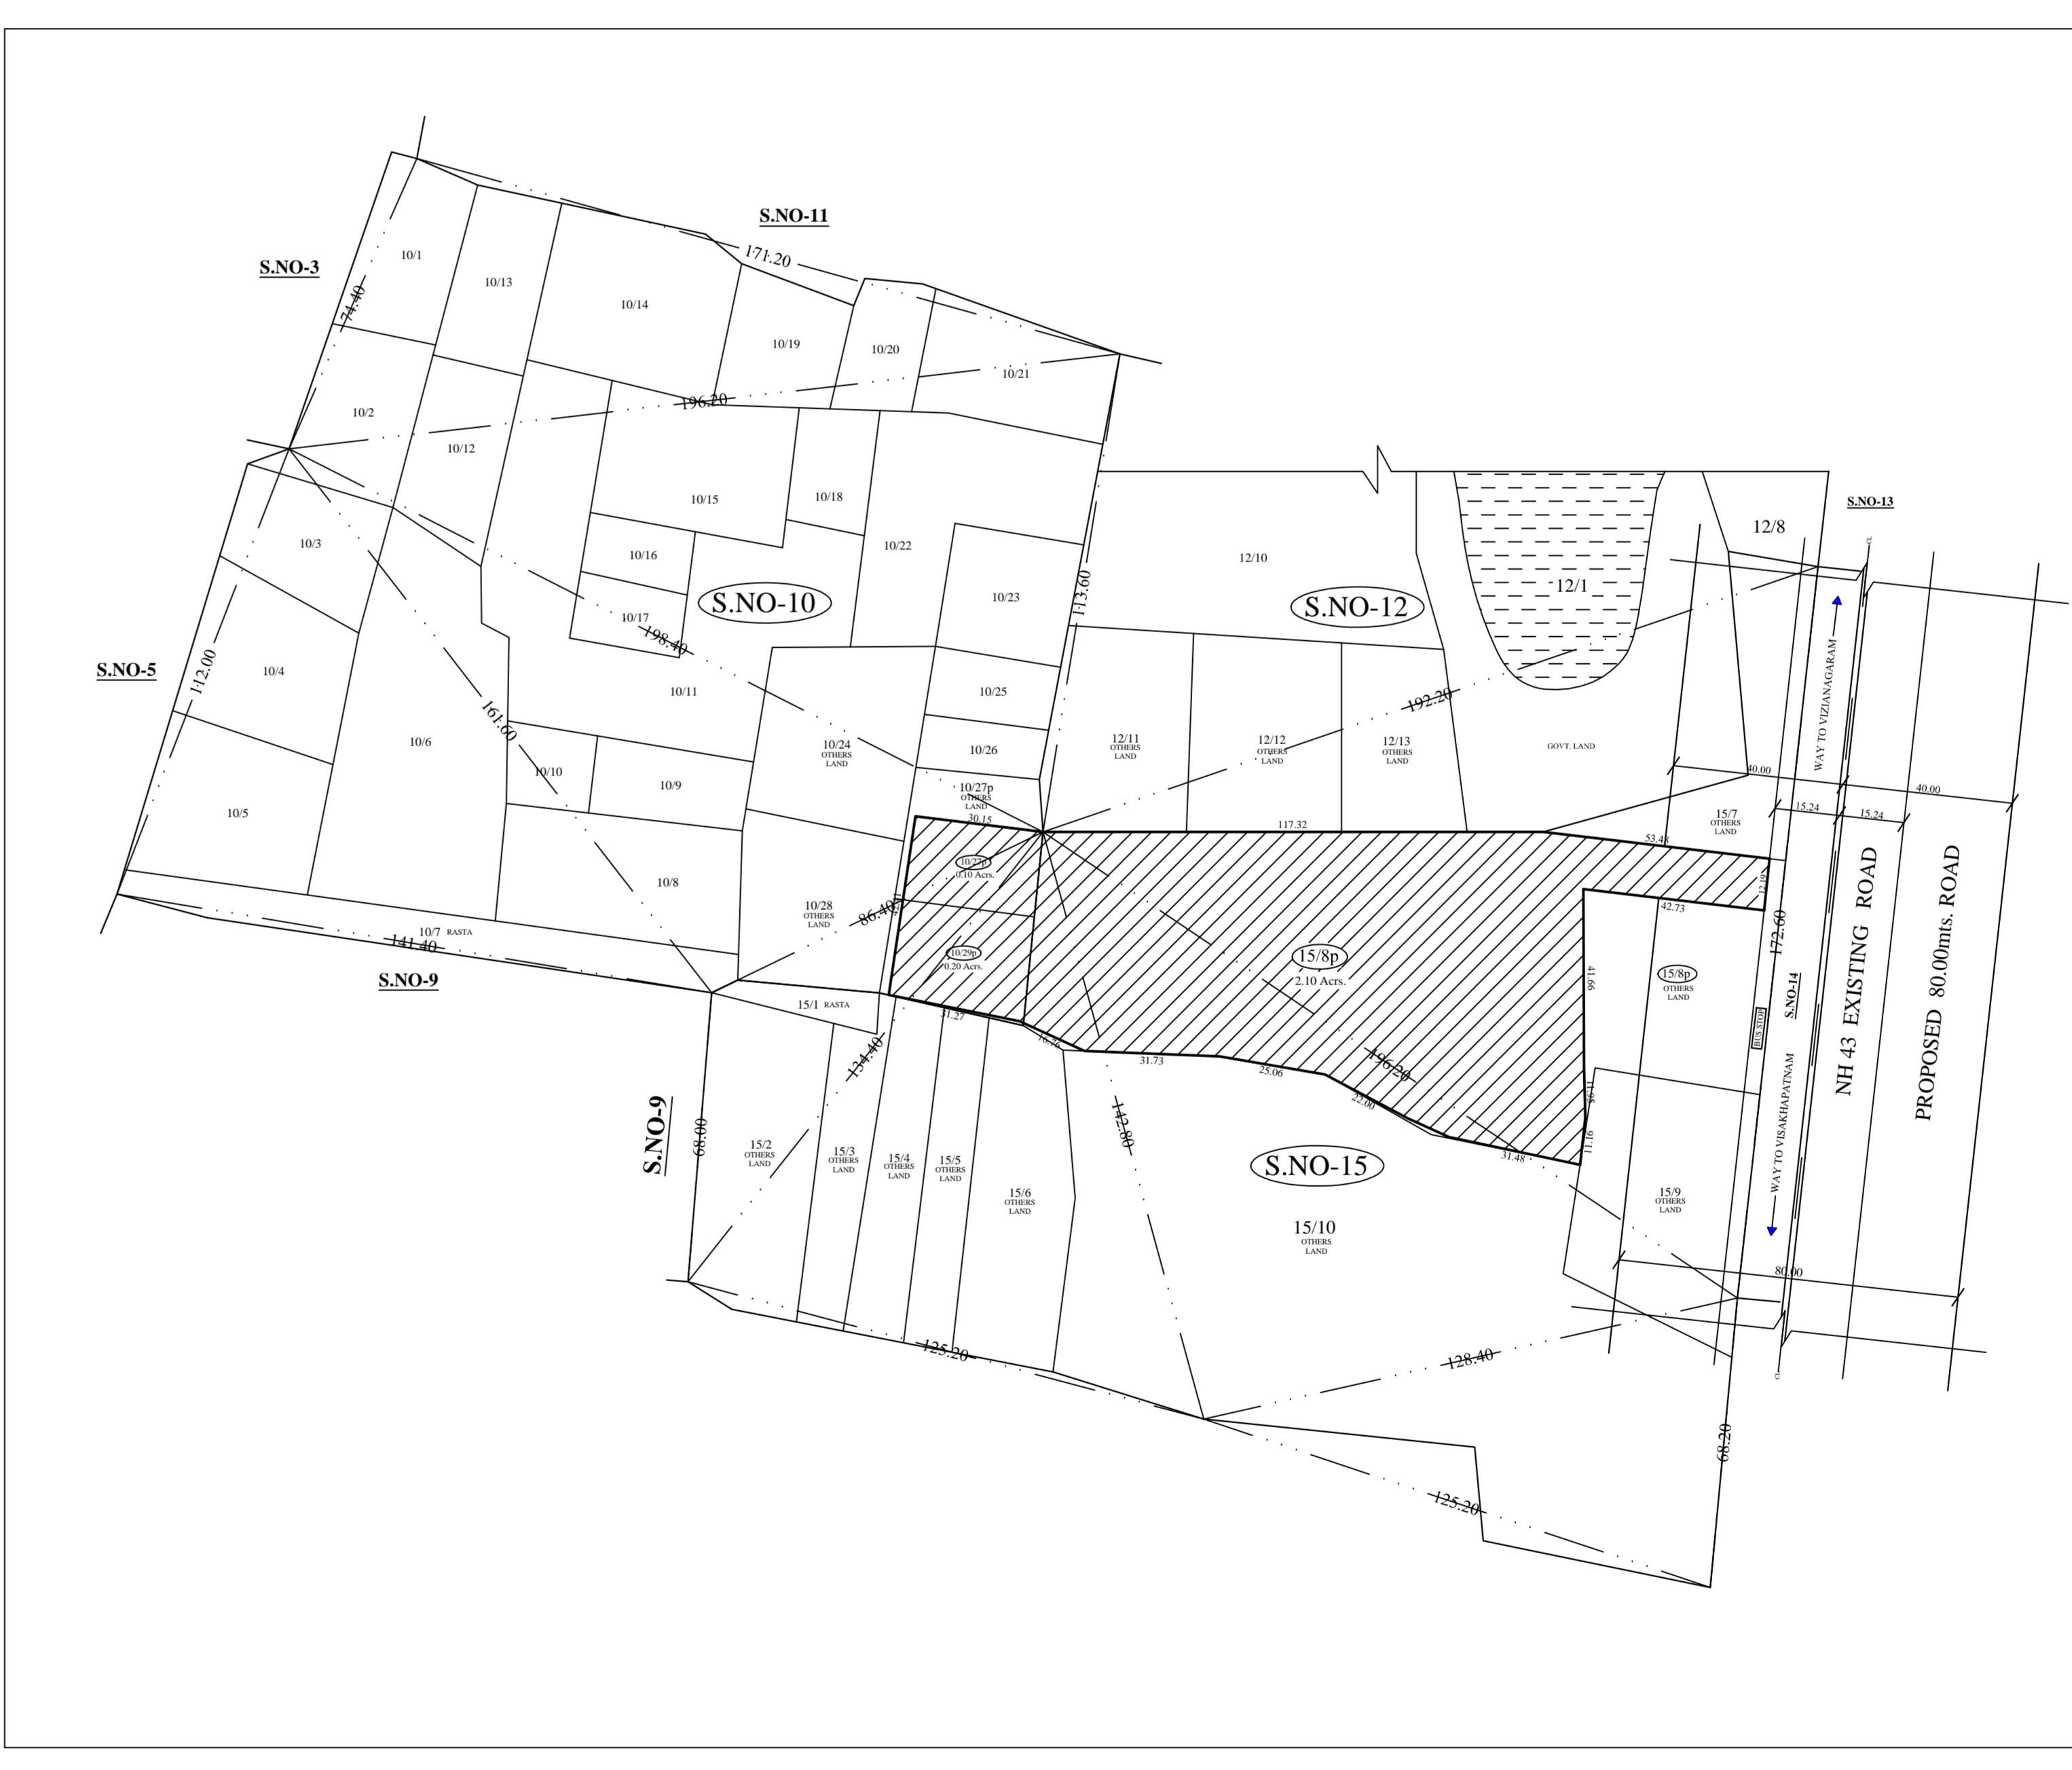 S.NO-11
S.NO-3
171.20
10/1
10/13
10/14
74.40
10/19
10/20
10/21
196.20
10/2
10/12
10/15
10/18
10/22
10/3
10/16
10/17
198.40
S.NO-10
10/23
113.60
12/10
S.NO-12
12/1
12/8
S.NO-13
CL
S.NO-5
112.00
10/4
10/11
10/25
161.60
10/6
10/10
10/9
10/24
OTHERS
LAND
10/26
10/27p
OTHERS
LAND
12/11
OTHERS
LAND
12/12
OTHERS
LAND
12/13
OTHERS
LAND
192.20
GOVT. LAND
WAY TO VIZIANAGARAM
40.00
40.00
15.24
15.24
15/7
OTHERS
LAND
10/5
30.15
117.32
53.48
10/27p
0.10 Acrs.
12.19
42.73
10/8
10/28
OTHERS
LAND
86.40
10/7 RASTA
141.40
S.NO-9
10/29p
0.20 Acrs.
15/8p
2.10 Acrs.
41.66
15/8p
OTHERS
LAND
172.60
S.NO-14
BUS STOP
NH 43 EXISTING ROAD
PROPOSED 80.00mts. ROAD
15/1 RASTA
31.27
16.76
31.73
25.06
22.00
196.20
31.48
11.95
11.16
134.40
142.80
S.NO-9
68.00
15/2
OTHERS
LAND
15/3
OTHERS
LAND
15/4
OTHERS
LAND
15/5
OTHERS
LAND
15/6
OTHERS
LAND
S.NO-15
15/10
OTHERS
LAND
15/9
OTHERS
LAND
WAY TO VISAKHAPATNAM
80.00
125.20
128.40
CL
68.20
125.20